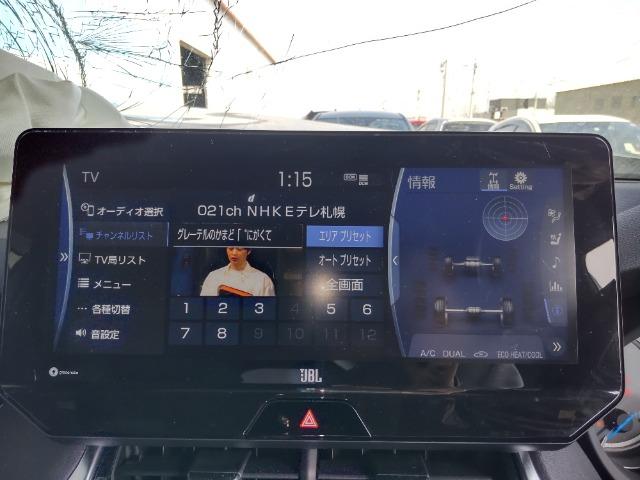 TV
1:15
DCM
情報
情報
Setting
オーディオ選択
021ch NHKEテレ札幌
チャンネルリスト
グレーテルのかまど「
"にがくて
エリア プリセット
TV局リスト
オート プリセット
メニュー
全画面
各種切替
1 2 3 4 5 6
音設定
7 8 9 10 11 12
A/C DUAL
ECO HEAT/COOL
JBL